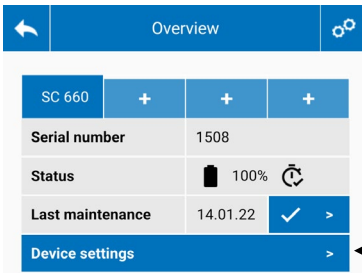 Overview
SC 660 + + +
Serial number 1508
Status 100%
Last maintenance 14.01.22 >
Device settings >